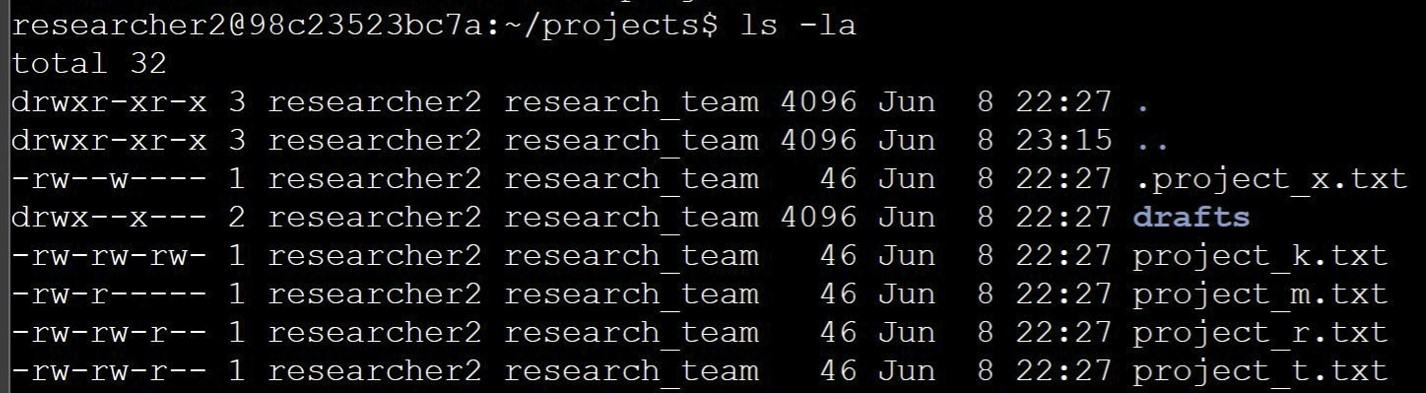 researcher2@98c23523bc7a:~/projects$ ls -la
total 32
drwxr-xr-x 3 researcher2 research_team 4096 Jun  8 22:27 .
drwxr-xr-x 3 researcher2 research_team 4096 Jun  8 23:15 ..
-rw--w---- 1 researcher2 research_team   46 Jun  8 22:27 .project_x.txt
drwx--x--- 2 researcher2 research_team 4096 Jun  8 22:27 drafts
-rw-rw-rw- 1 researcher2 research_team   46 Jun  8 22:27 project_k.txt
-rw-r----- 1 researcher2 research_team   46 Jun  8 22:27 project_m.txt
-rw-rw-r-- 1 researcher2 research_team   46 Jun  8 22:27 project_r.txt
-rw-rw-r-- 1 researcher2 research_team   46 Jun  8 22:27 project_t.txt